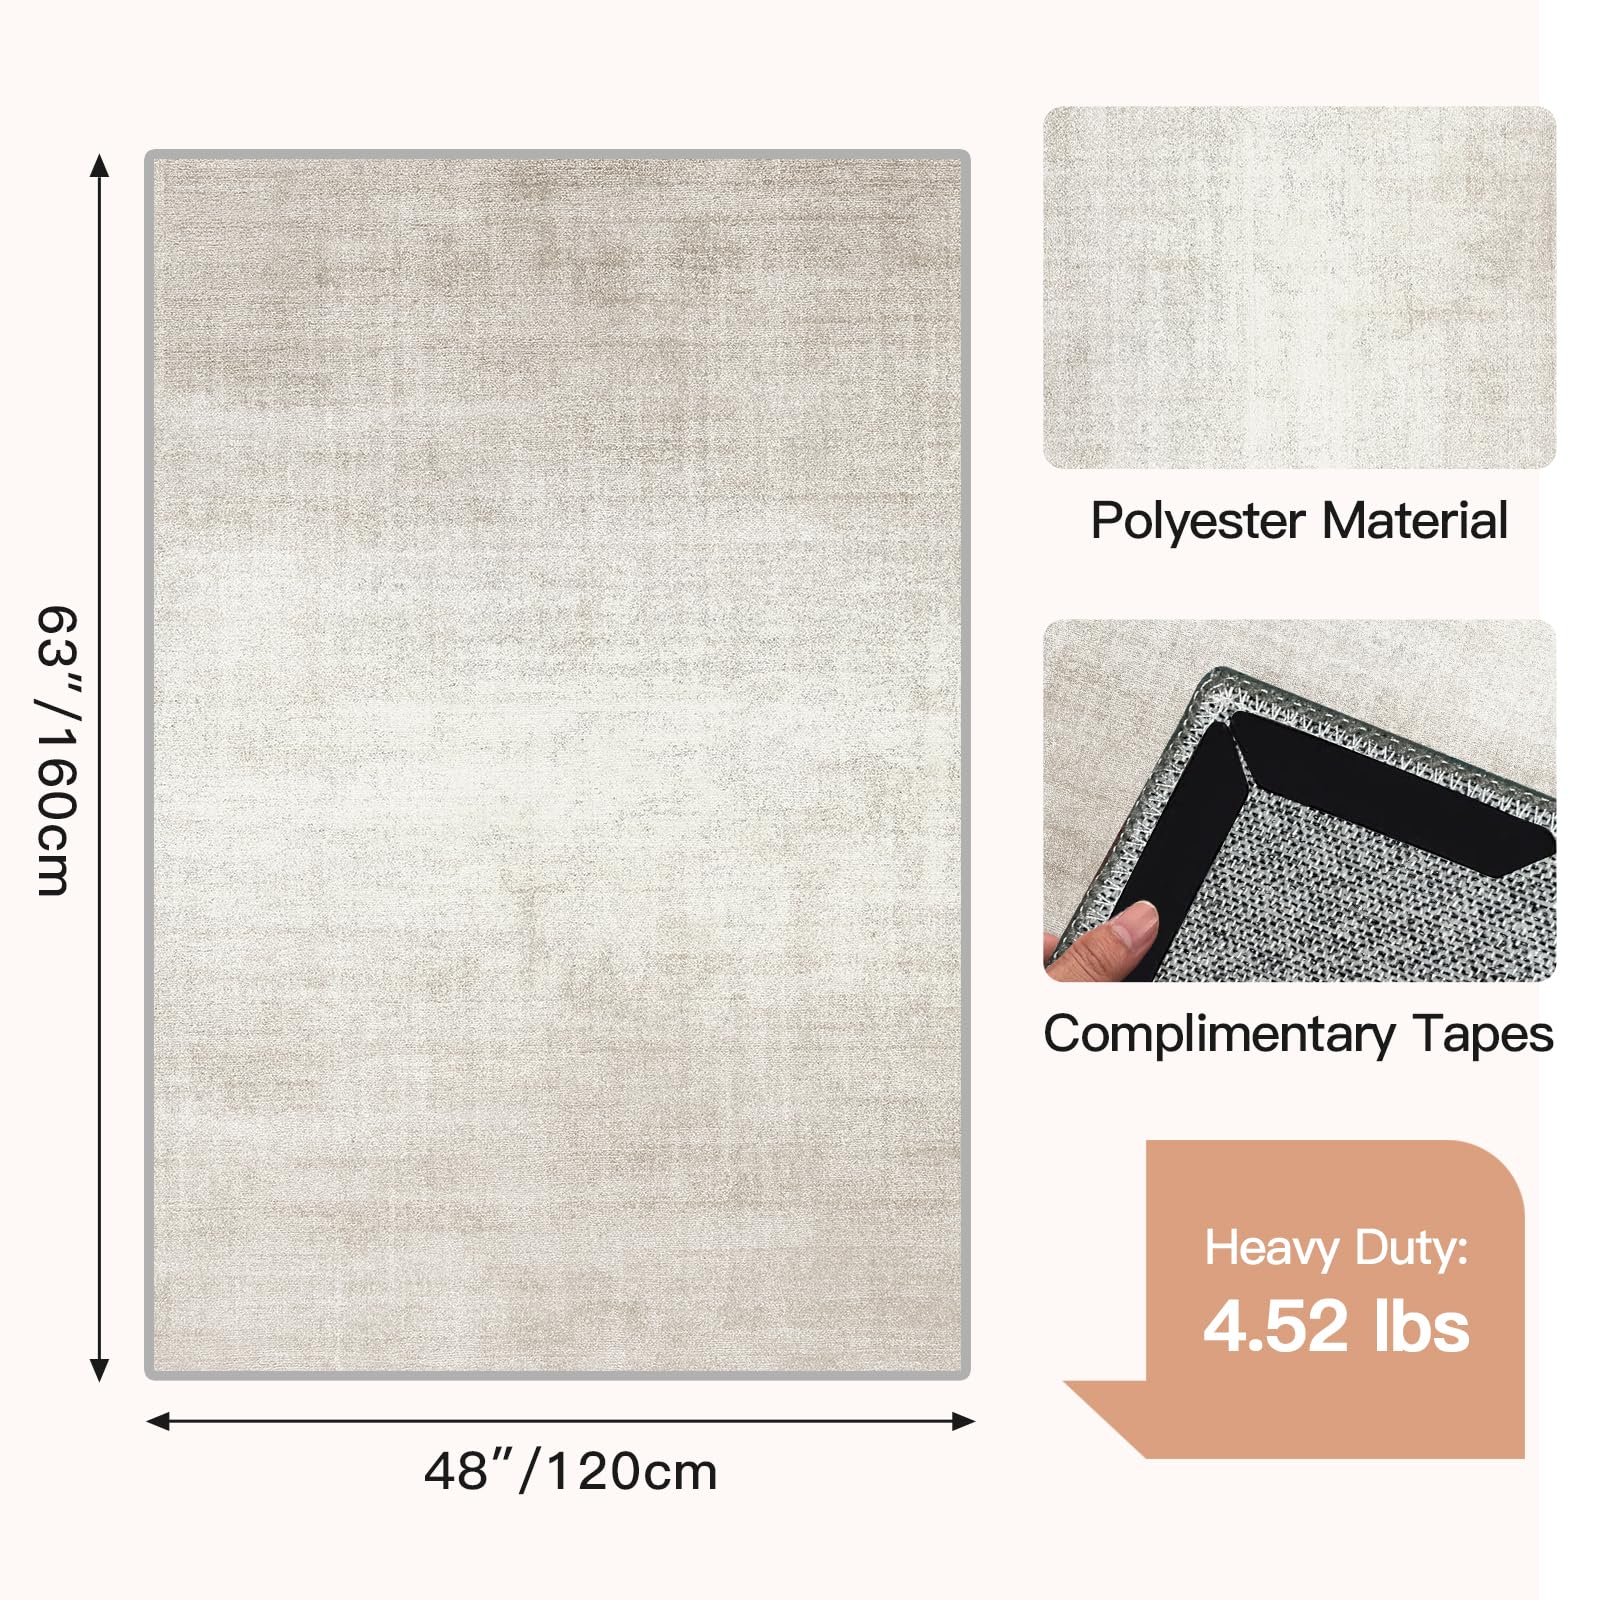 63″/160cm
48″/120cm
Polyester Material
Complimentary Tapes
Heavy Duty:
4.52 lbs